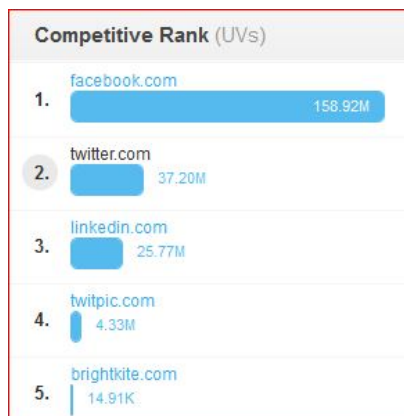 Competitive Rank (UVs)
facebook.com
1. 158.92M
twitter.com
2. 37.20M
linkedin.com
3. 25.77M
twitpic.com
4. 4.33M
brightkite.com
5. 14.91K